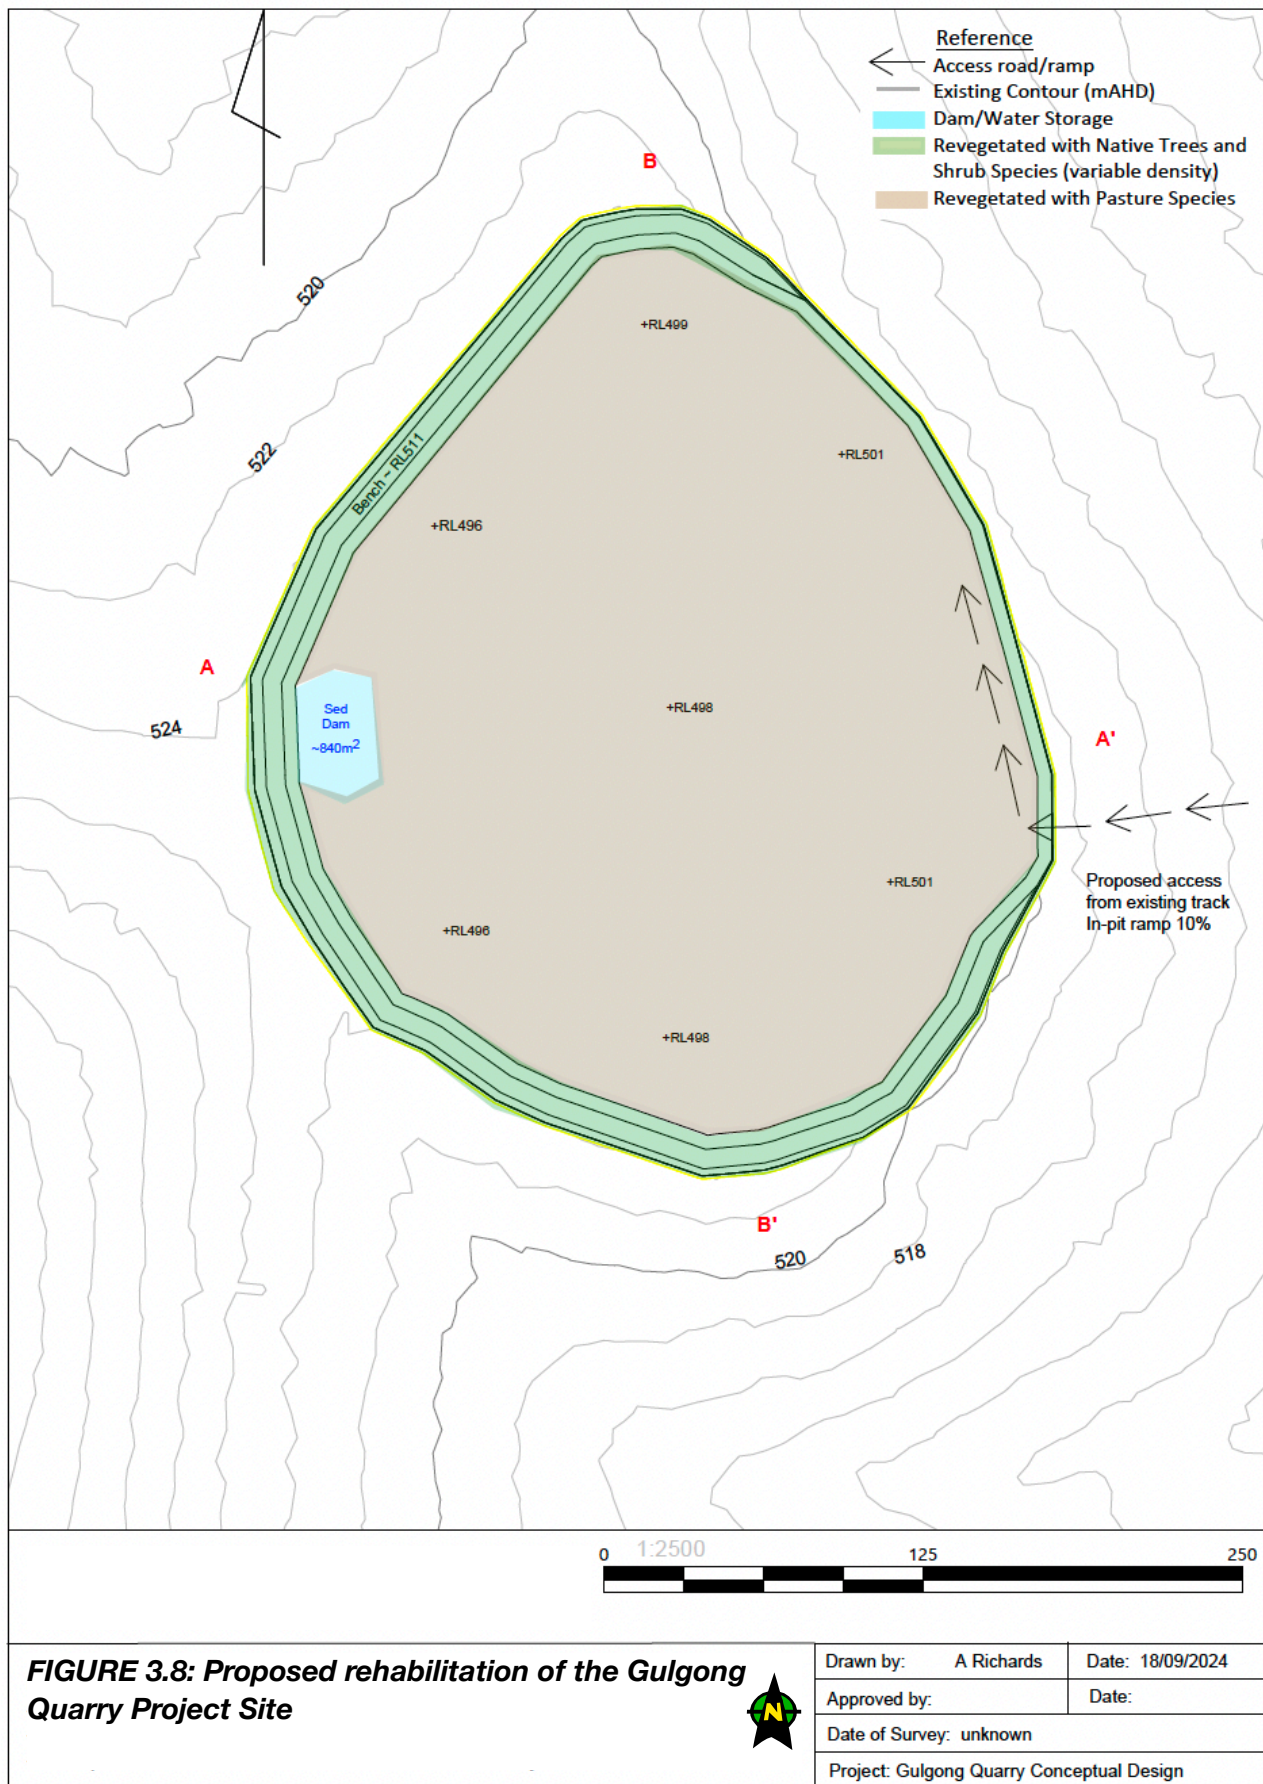 Reference
Access road/ramp
Existing Contour (mAHD)
Dam/Water Storage
Revegetated with Native Trees and
Shrub Species (variable density)
Revegetated with Pasture Species
B
520
+RL499
522
Bench ~ RL511
+RL501
+RL496
A
524
Sed
Dam
~840m2
+RL498
A'
+RL501
Proposed access
from existing track
In-pit ramp 10%
+RL496
+RL498
B'
520
518
0 1:2500 125 250
FIGURE 3.8: Proposed rehabilitation of the Gulgong
Quarry Project Site
N
Drawn by: A Richards
Date: 18/09/2024
Approved by:
Date:
Date of Survey: unknown
Project: Gulgong Quarry Conceptual Design